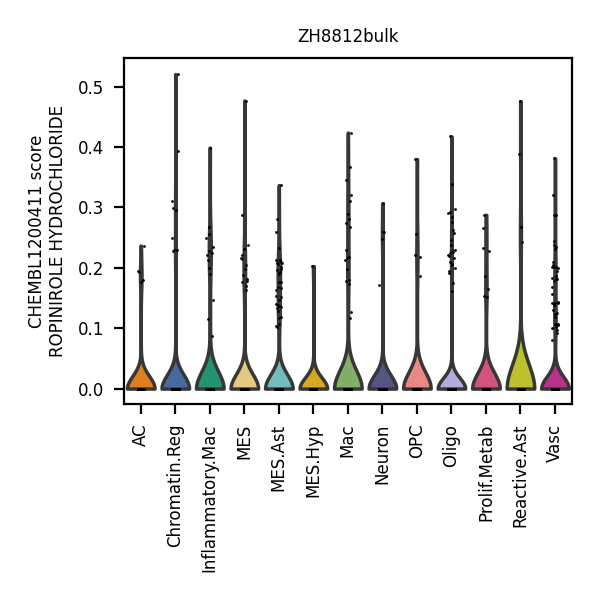 ZH8812bulk
CHEMBL1200411 score
ROPINIROLE HYDROCHLORIDE
0.5
0.4
0.3
0.2
0.1
0.0
AC
Chromatin.Reg
Inflammatory.Mac
MES
MES.Ast
MES.Hyp
Mac
Neuron
OPC
Oligo
Prolif.Metab
Reactive.Ast
Vasc